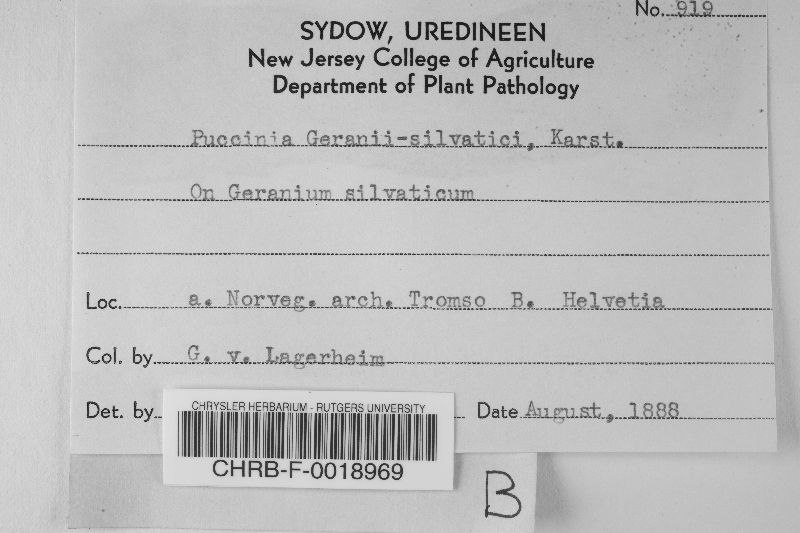 No. 919
SYDOW, UREDINEEN
New Jersey College of Agriculture
Department of Plant Pathology
Puccinia Geranii-silvatici, Karst.
On Geranium silvaticum
Loc. a. Norveg. arch. Tromso B. Helvetia
Col. by G. v. Lagerheim
Det. by Date August, 1888
CHRYSLER HERBARIUM - RUTGERS UNIVERSITY
CHRB-F-0018969
B